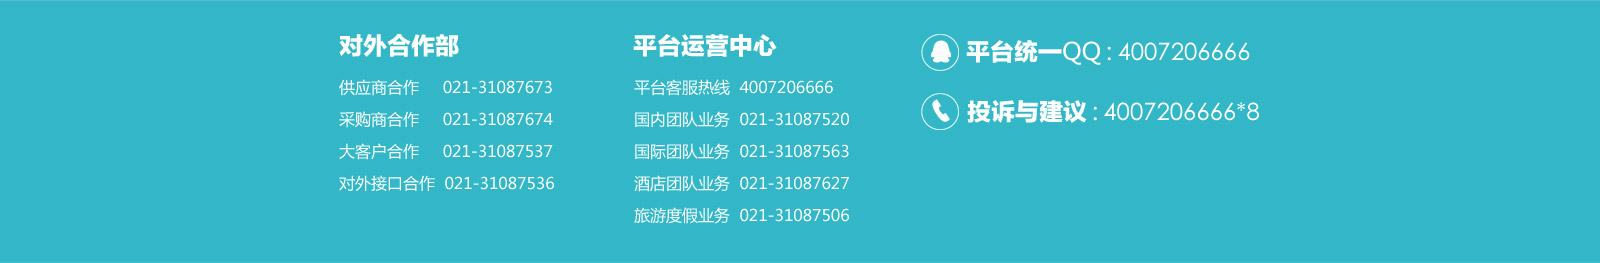 对外合作部
供应商合作 021-31087673
采购商合作 021-31087674
大客户合作 021-31087537
对外接口合作 021-31087536
平台运营中心
平台客服热线 4007206666
国内团队业务 021-31087520
国际团队业务 021-31087563
酒店团队业务 021-31087627
旅游度假业务 021-31087506
平台统一QQ : 4007206666
投诉与建议 : 4007206666*8